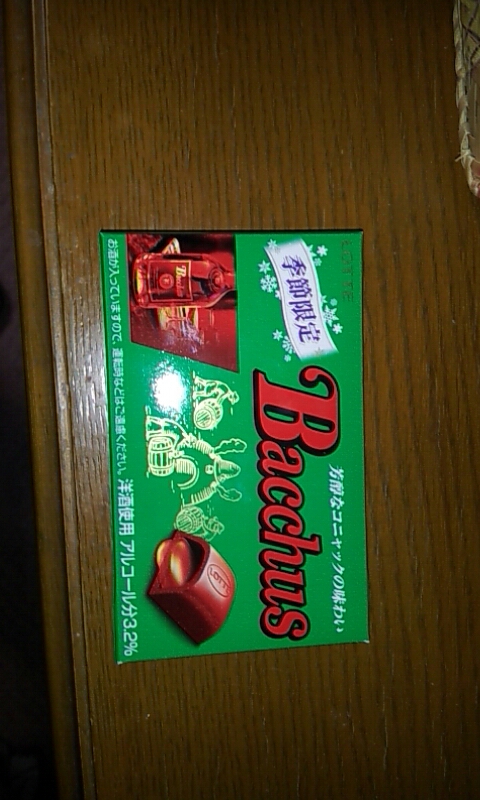 季節限定
芳醇なコニャックの味わい
Bacchus
Bacchus
LOTTE
洋酒使用 アルコール分3.2%
お酒が入っていますので、運転時などはご遠慮ください。